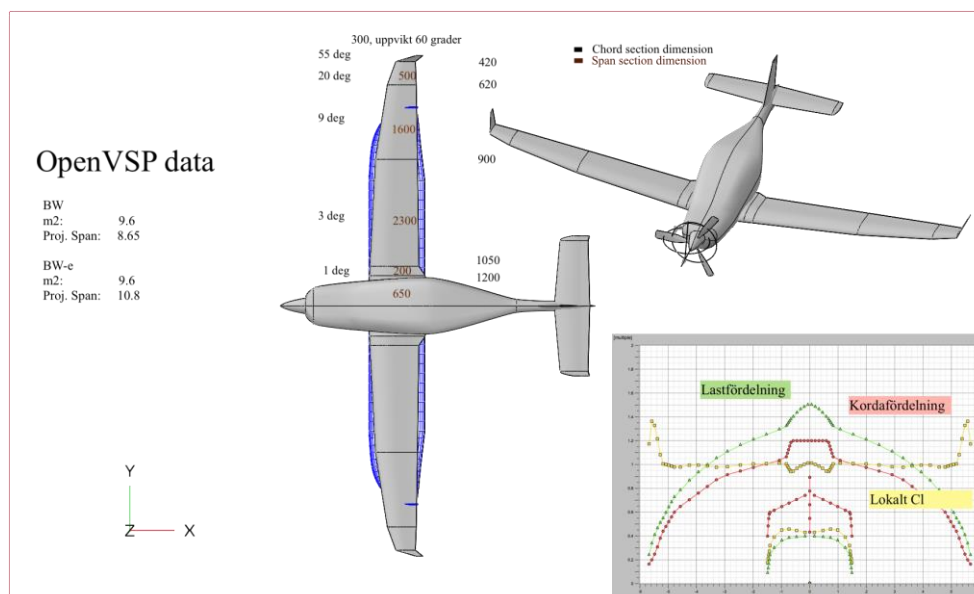 300, uppvikt 60 grader
55 deg
20 deg
9 deg
3 deg
1 deg
500
1600
2300
200
650
420
620
900
1050
1200
Chord section dimension
Span section dimension
OpenVSP data
BW
m2: 9.6
Proj. Span: 8.65
BW-e
m2: 9.6
Proj. Span: 10.8
Y
Z
X
Lastfördelning
Kordafördelning
Lokalt Cl